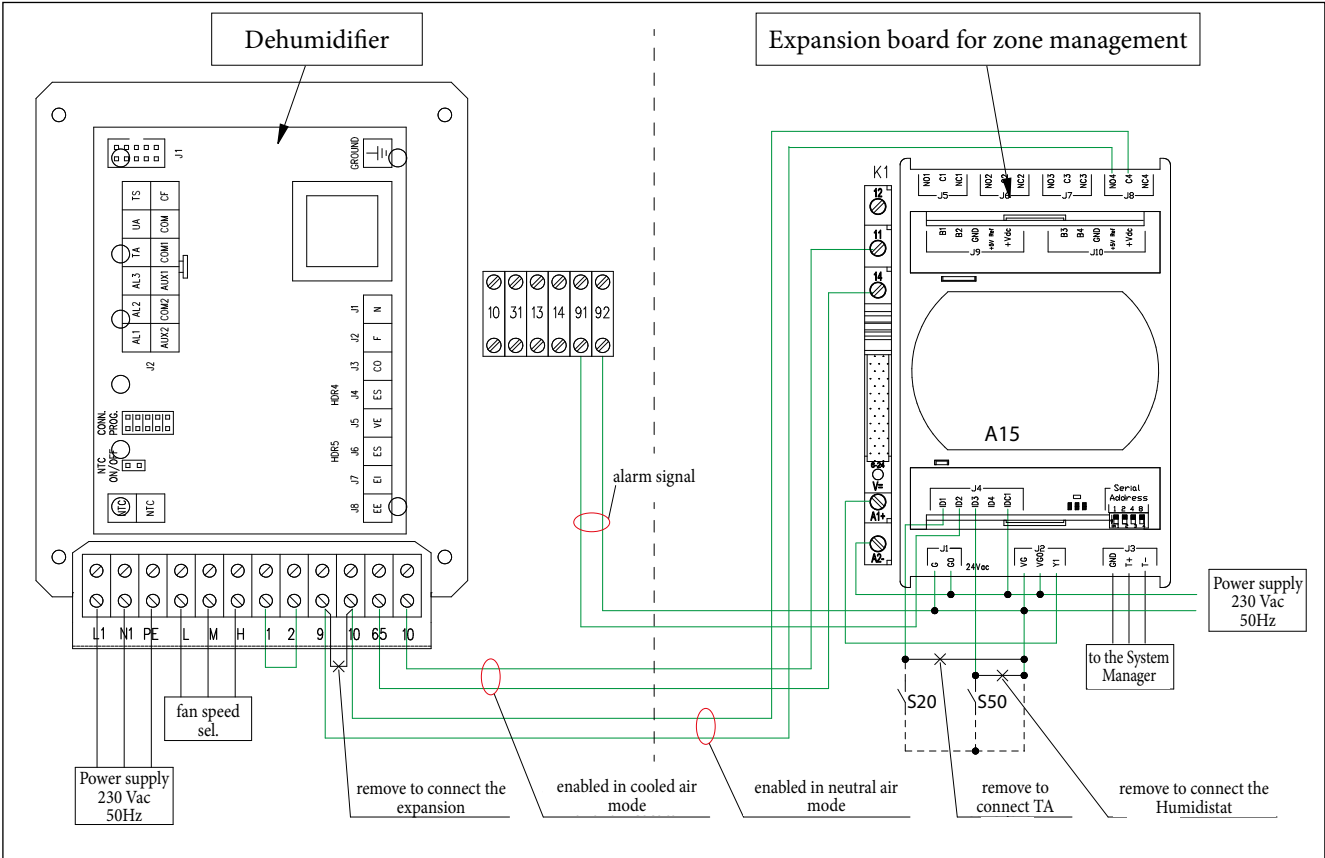 Dehumidifier
Expansion board for zone management
J1
GROUND
TS CF
UA COM
TA COM1
AL3 AUX1
AL2 COM2
AL1 AUX2
J2
CONN.
PROG.
NTC
ON/OFF
NTC NTC
HDR4
HDR5
J1 N
J2 F
J3 CO
J4 ES
J5 VE
J6 ES
J7 EI
J8 EE
L1 N1 PE L M H 1 2 9 10 65 10
fan speed
sel.
Power supply
230 Vac
50Hz
10 31 13 14 91 92
alarm signal
K1
12
11
14
6-24
V=
A1+
A2-
NO1 C1 NC1
J5
NO2 NC2
J6
NO3 C3 NC3
J7
NO4 C4 NC4
J8
B1 B2 GND +5V Ref +Vdc
J9
B3 B4 GND +5V Ref +Vdc
J10
A15
J4
ID1 ID2 ID3 ID4 IDC1
Serial
Address
1 2 4 8
J1
G G0 24Vac
J2
VG VG0 Y1
J3
GND T+ T-
Power supply
230 Vac
50Hz
to the System
Manager
S20 S50
remove to connect the
expansion
enabled in cooled air
mode
enabled in neutral air
mode
remove to
connect TA
remove to connect the
Humidistat